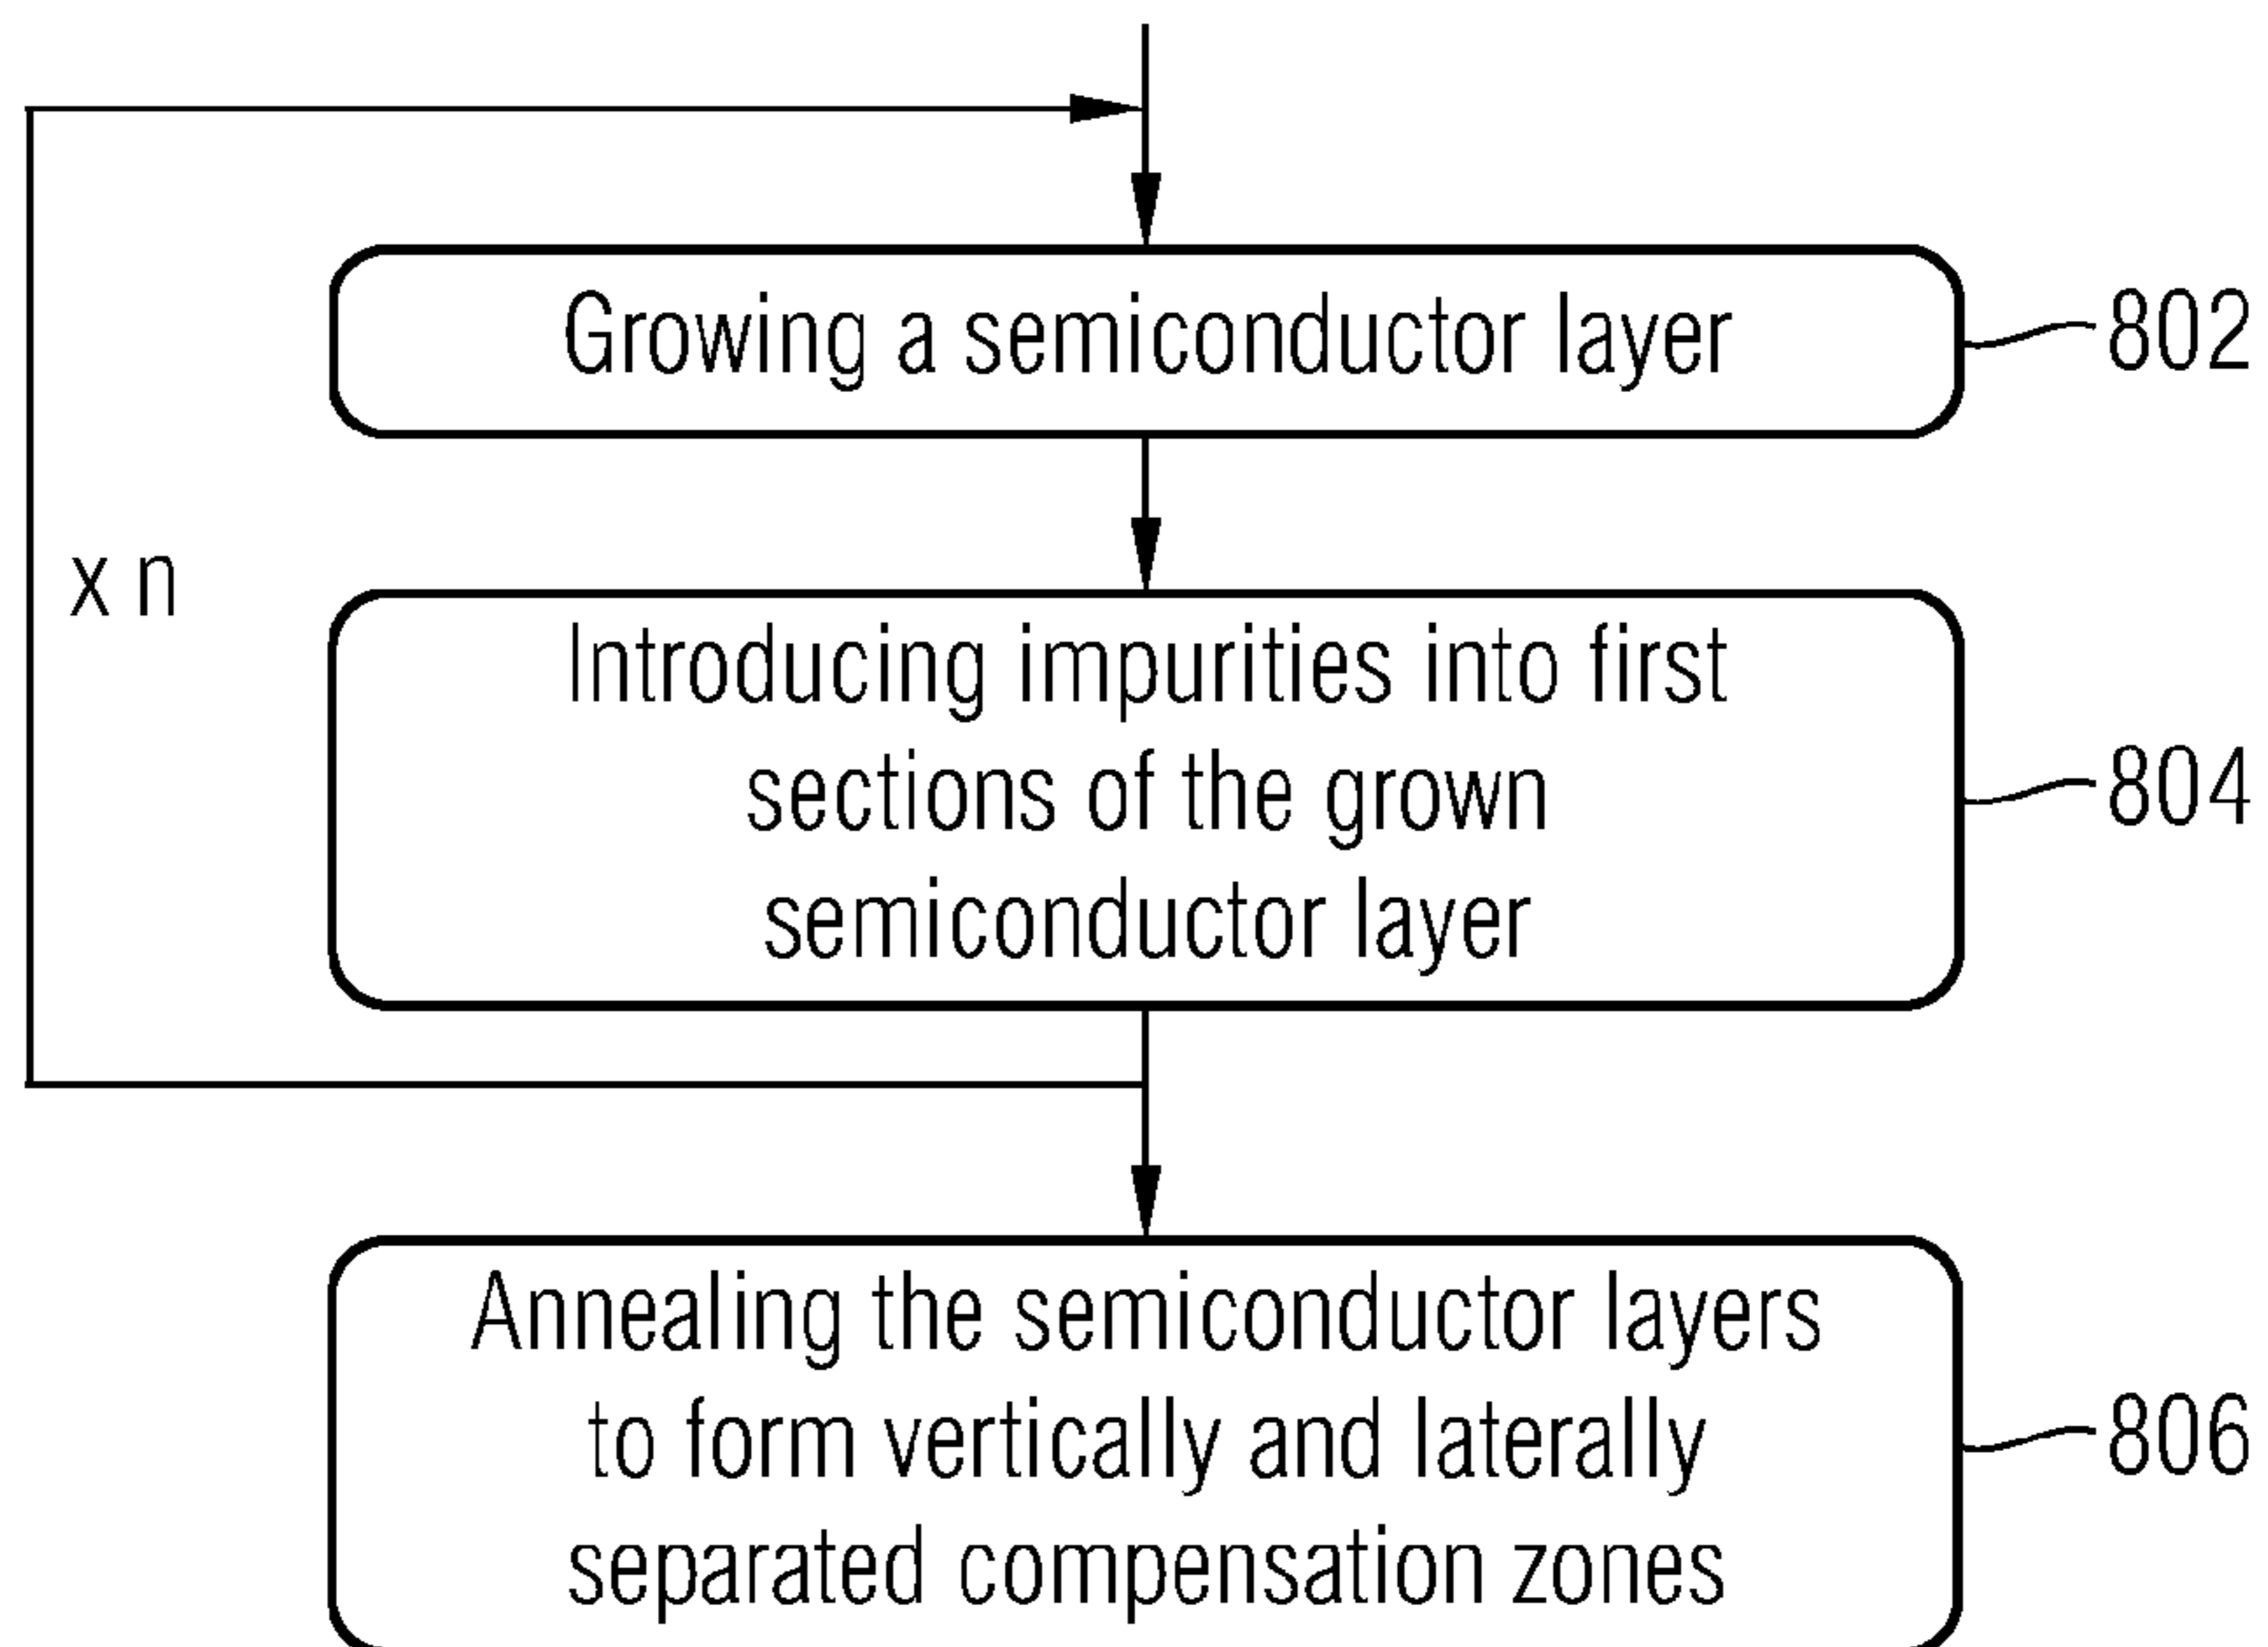 Growing a semiconductor layer
802
x n
Introducing impurities into first
sections of the grown
semiconductor layer
804
Annealing the semiconductor layers
to form vertically and laterally
separated compensation zones
806